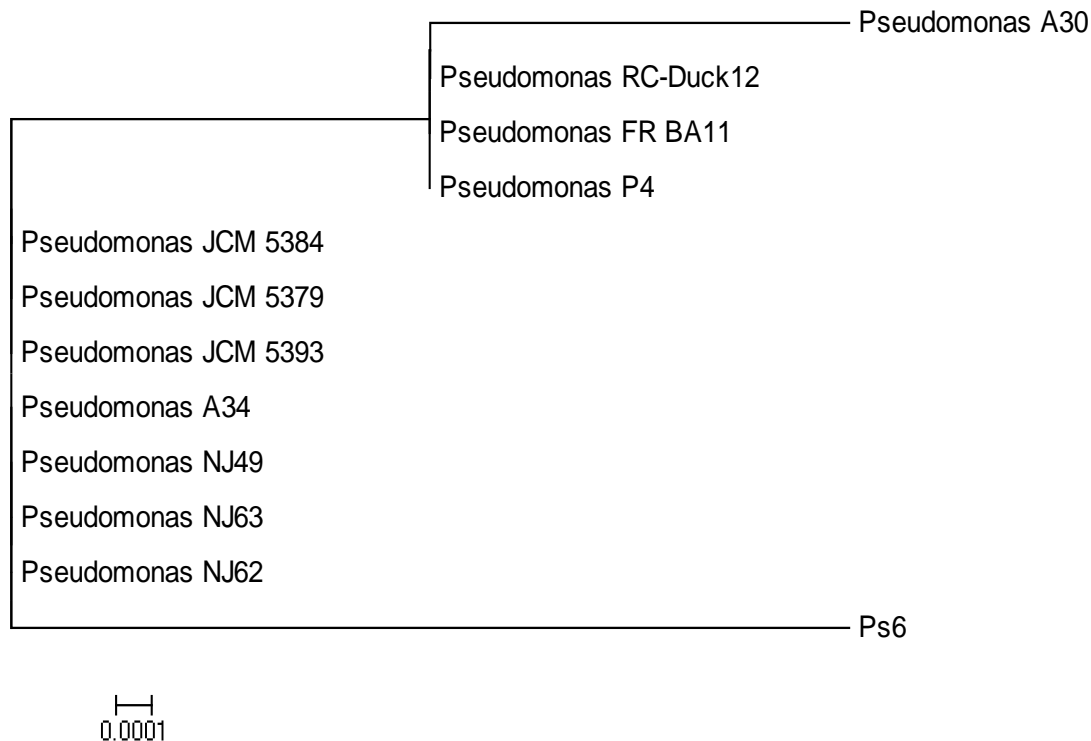 Pseudomonas A30
Pseudomonas RC-Duck12
Pseudomonas FR BA11
Pseudomonas P4
Pseudomonas JCM 5384
Pseudomonas JCM 5379
Pseudomonas JCM 5393
Pseudomonas A34
Pseudomonas NJ49
Pseudomonas NJ63
Pseudomonas NJ62
Ps6
0.0001